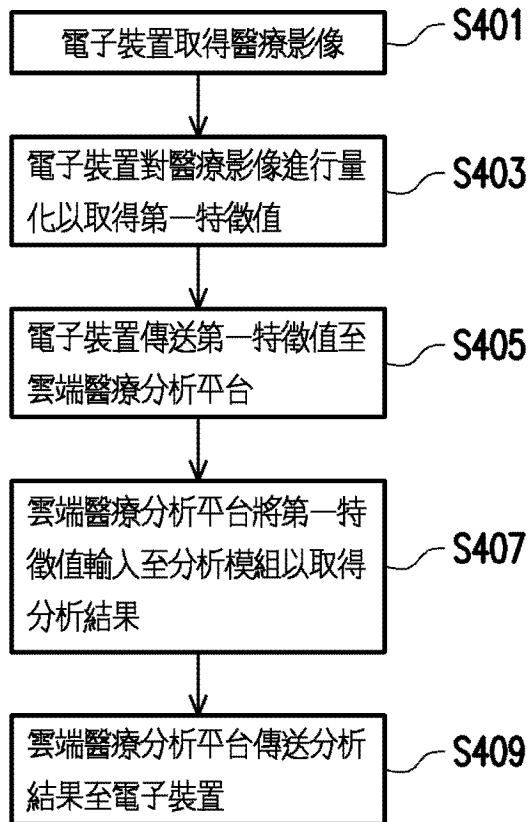 電子裝置取得醫療影像
S401
電子裝置對醫療影像進行量
化以取得第一特徵值
S403
電子裝置傳送第一特徵值至
雲端醫療分析平台
S405
雲端醫療分析平台將第一特
徵值輸入至分析模組以取得
分析結果
S407
雲端醫療分析平台傳送分析
結果至電子裝置
S409